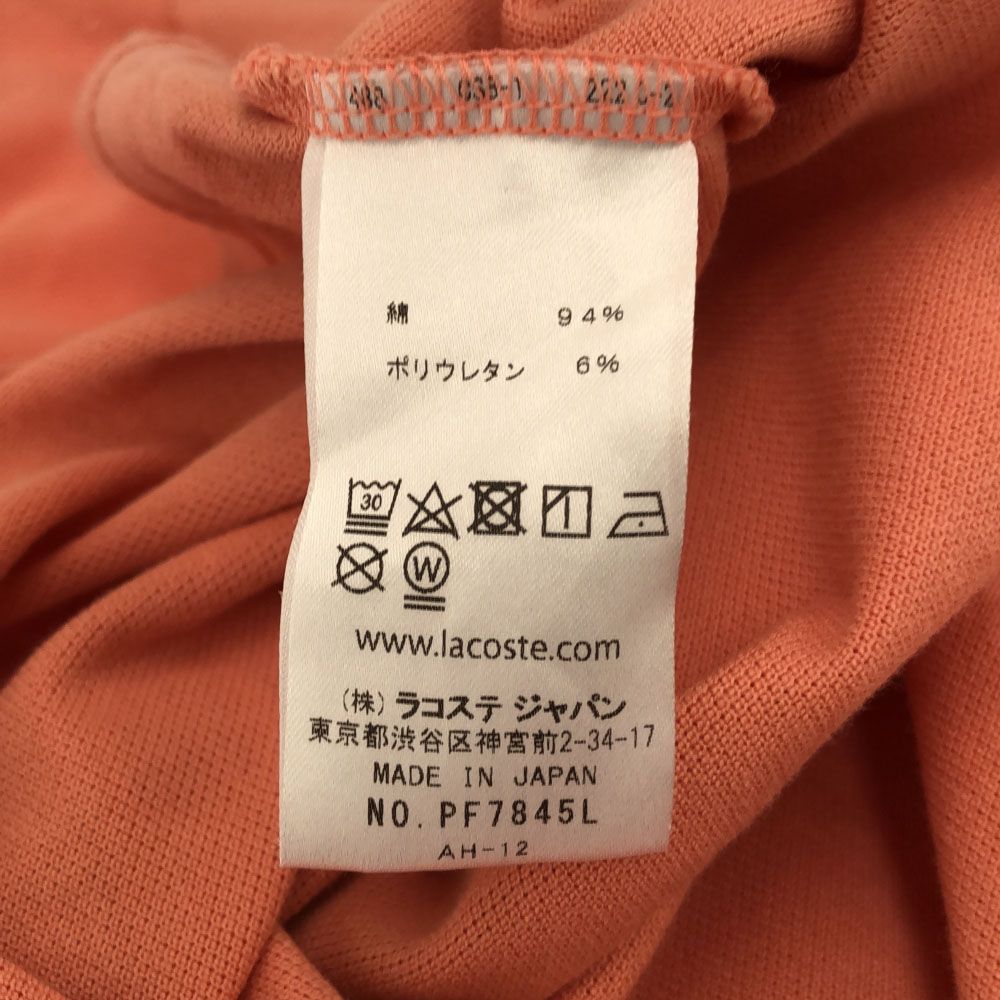 綿 94%
ポリウレタン 6%
30
W
www.lacoste.com
(株) ラコステ ジャパン
東京都渋谷区神宮前2-34-17
MADE IN JAPAN
NO. PF7845L
AH-12